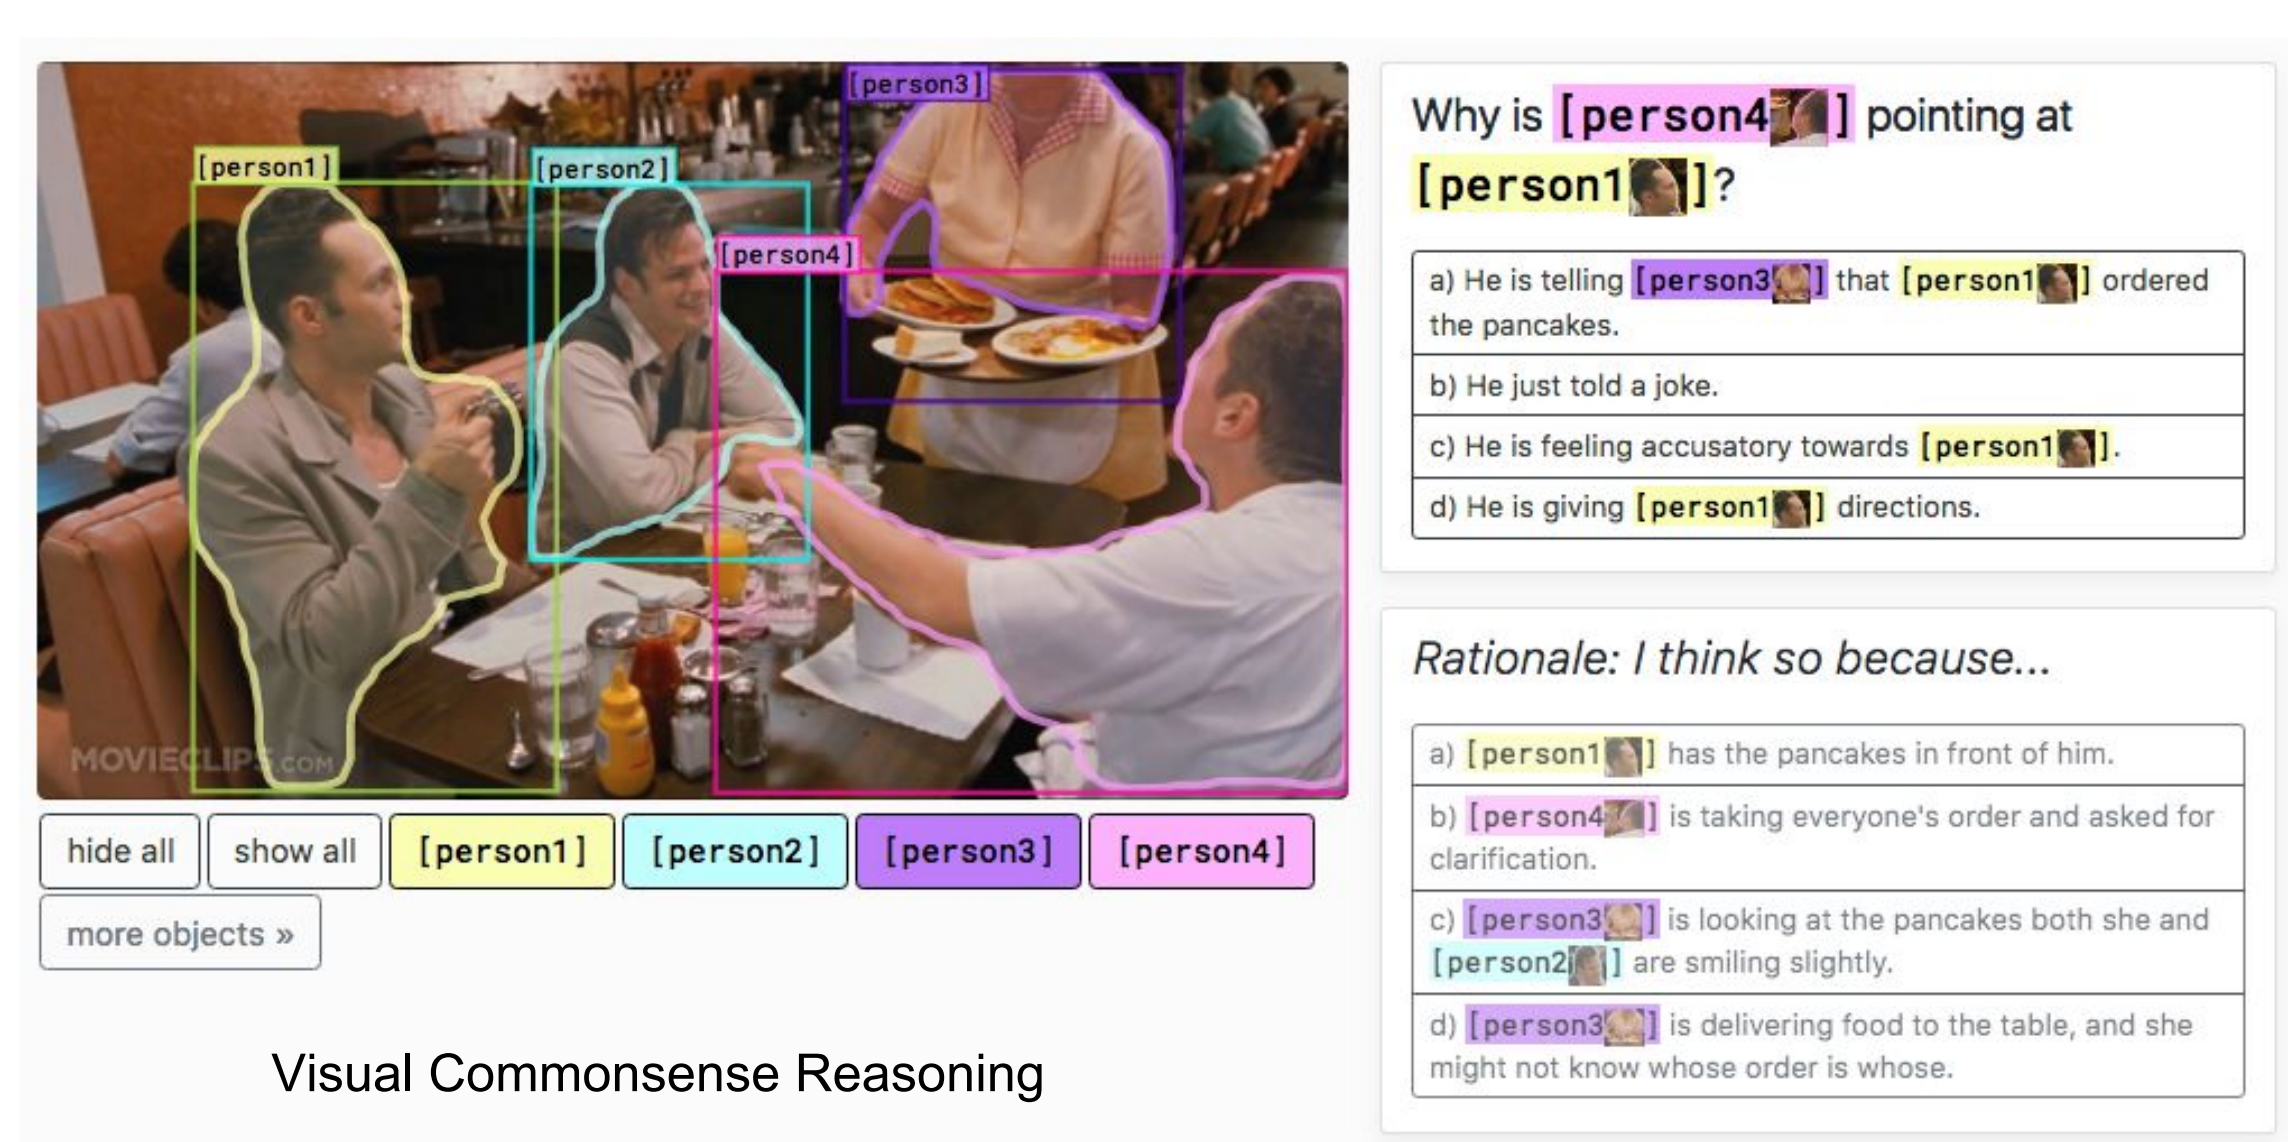 [person1]
[person2]
[person3]
[person4]
MOVIECLIPS.COM
hide all
show all
[person1]
[person2]
[person3]
[person4]
more objects »
Visual Commonsense Reasoning
Why is [person4] pointing at
[person1]?
a) He is telling [person3] that [person1] ordered
the pancakes.
b) He just told a joke.
c) He is feeling accusatory towards [person1].
d) He is giving [person1] directions.
Rationale: I think so because...
a) [person1] has the pancakes in front of him.
b) [person4] is taking everyone's order and asked for
clarification.
c) [person3] is looking at the pancakes both she and
[person2] are smiling slightly.
d) [person3] is delivering food to the table, and she
might not know whose order is whose.